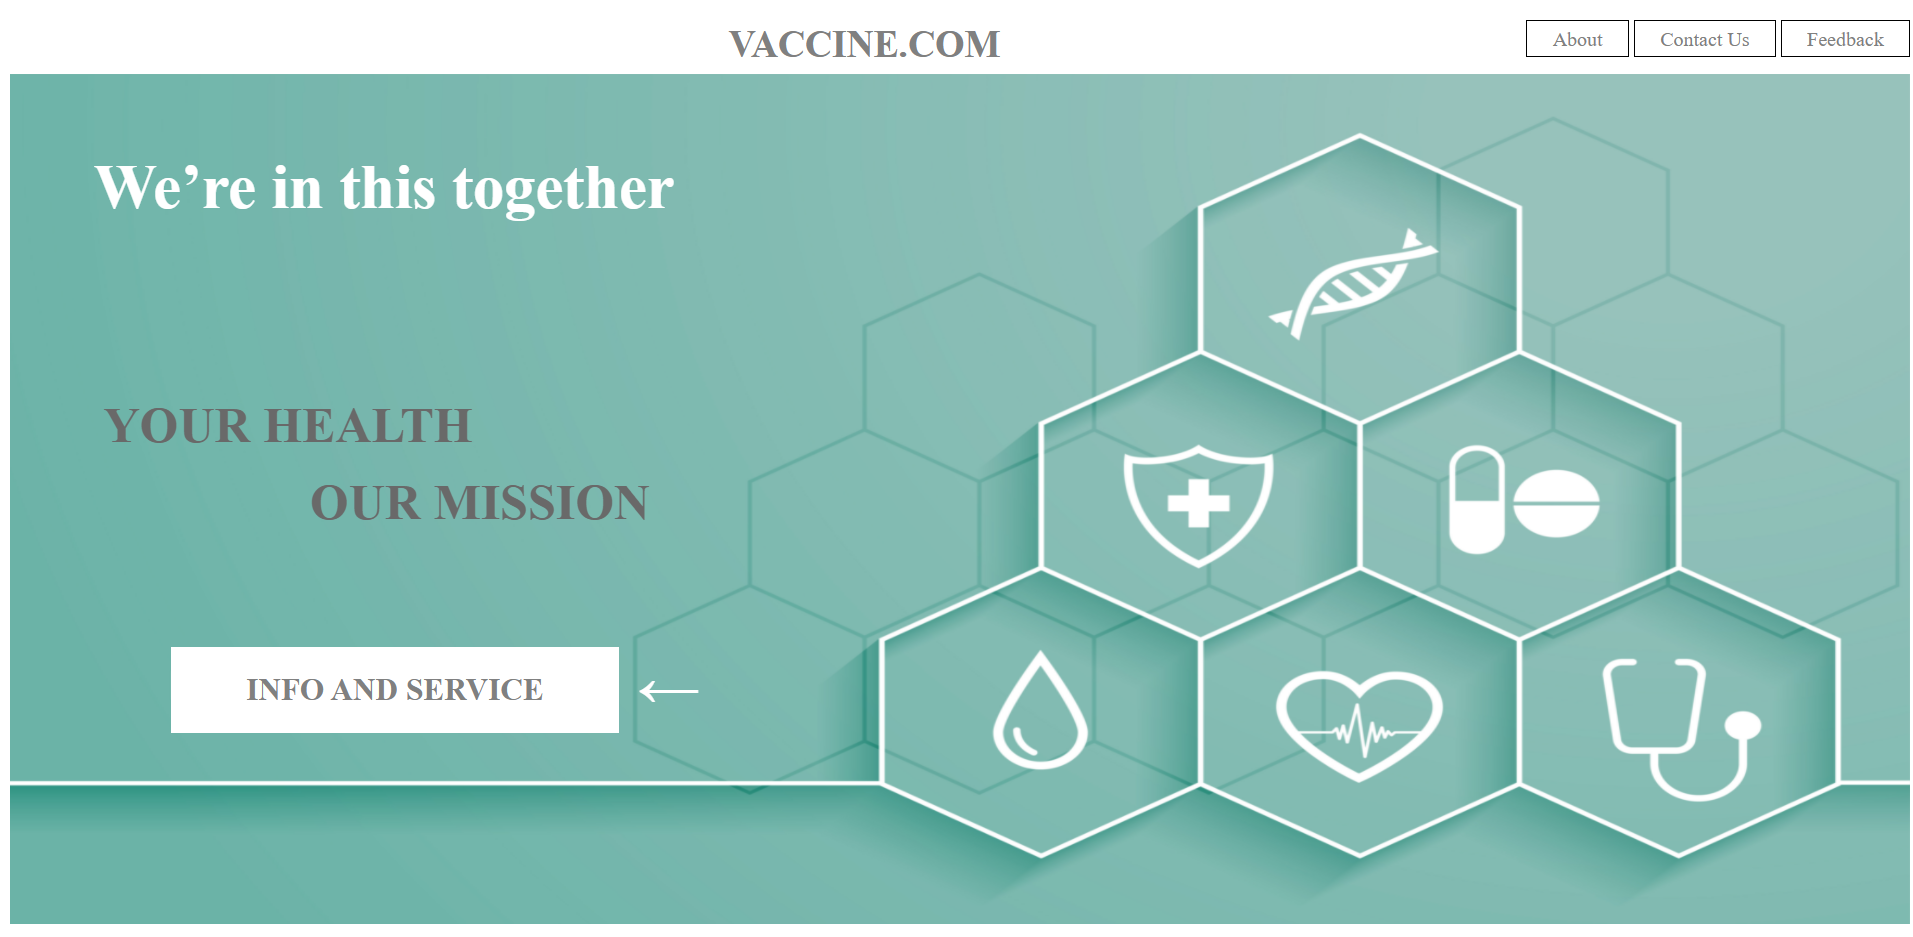 VACCINE.COM
About
Contact Us
Feedback
We’re in this together
YOUR HEALTH
OUR MISSION
INFO AND SERVICE